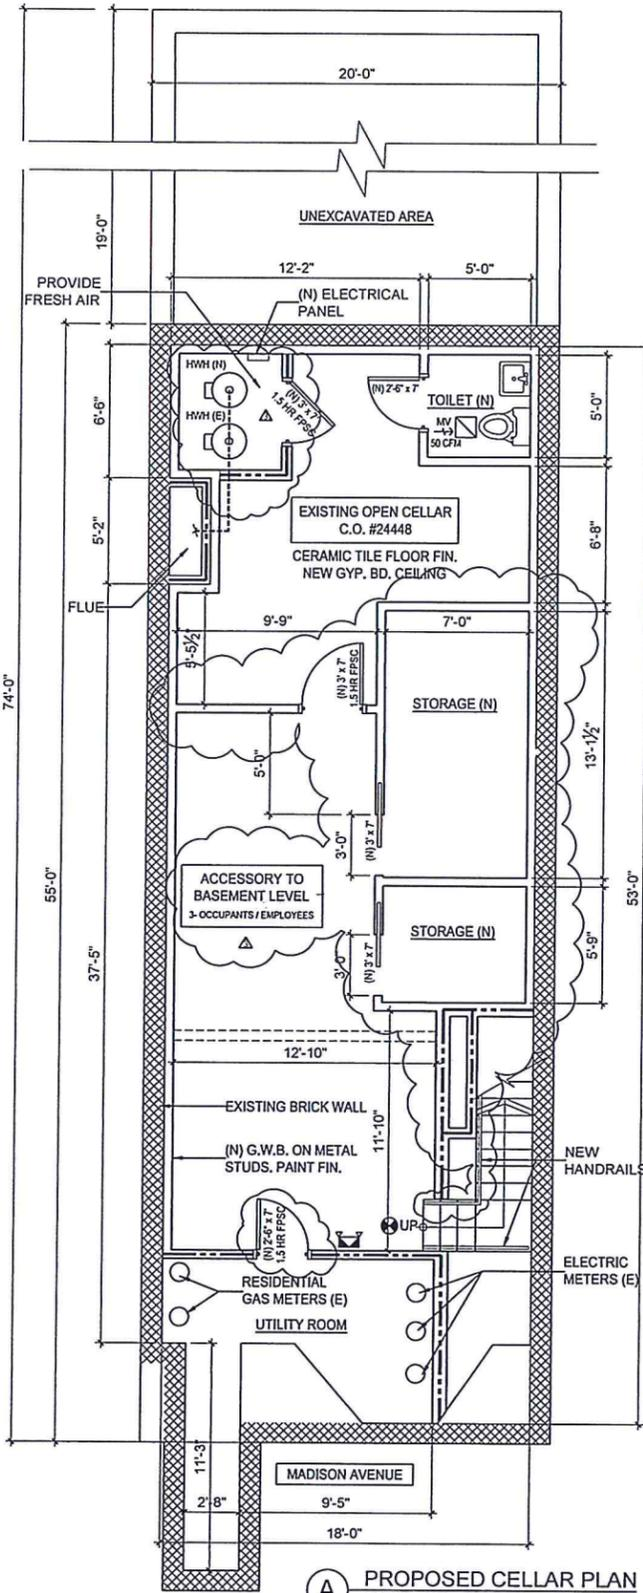 20'-0"
UNEXCAVATED AREA
19'-0"
12'-2"
5'-0"
PROVIDE
FRESH AIR
(N) ELECTRICAL
PANEL
HWH (N)
HWH (E)
(N) 3' x 7'
1.5 HR FPSC
(N) 2'-6" x 7'
TOILET (N)
MV
50 CFM
6'-6"
5'-0"
5'-2"
EXISTING OPEN CELLAR
C.O. #24448
CERAMIC TILE FLOOR FIN.
NEW GYP. BD. CEILING
6'-8"
FLUE
9'-9"
7'-0"
5'-5½"
(N) 3' x 7'
1.5 HR FPSC
STORAGE (N)
74'-0"
5'-0"
13'-1½"
3'-0"
(N) 3' x 7'
55'-0"
ACCESSORY TO
BASEMENT LEVEL
3- OCCUPANTS / EMPLOYEES
53'-0"
STORAGE (N)
37'-5"
3'-0"
(N) 3' x 7'
5'-9"
12'-10"
EXISTING BRICK WALL
11'-10"
(N) G.W.B. ON METAL
STUDS. PAINT FIN.
NEW
HANDRAILS
UP
(N) 2'-6" x 7'
1.5 HR FPSC
RESIDENTIAL
GAS METERS (E)
ELECTRIC
METERS (E)
UTILITY ROOM
11'-3"
MADISON AVENUE
2'-8"
9'-5"
18'-0"
A
PROPOSED CELLAR PLAN